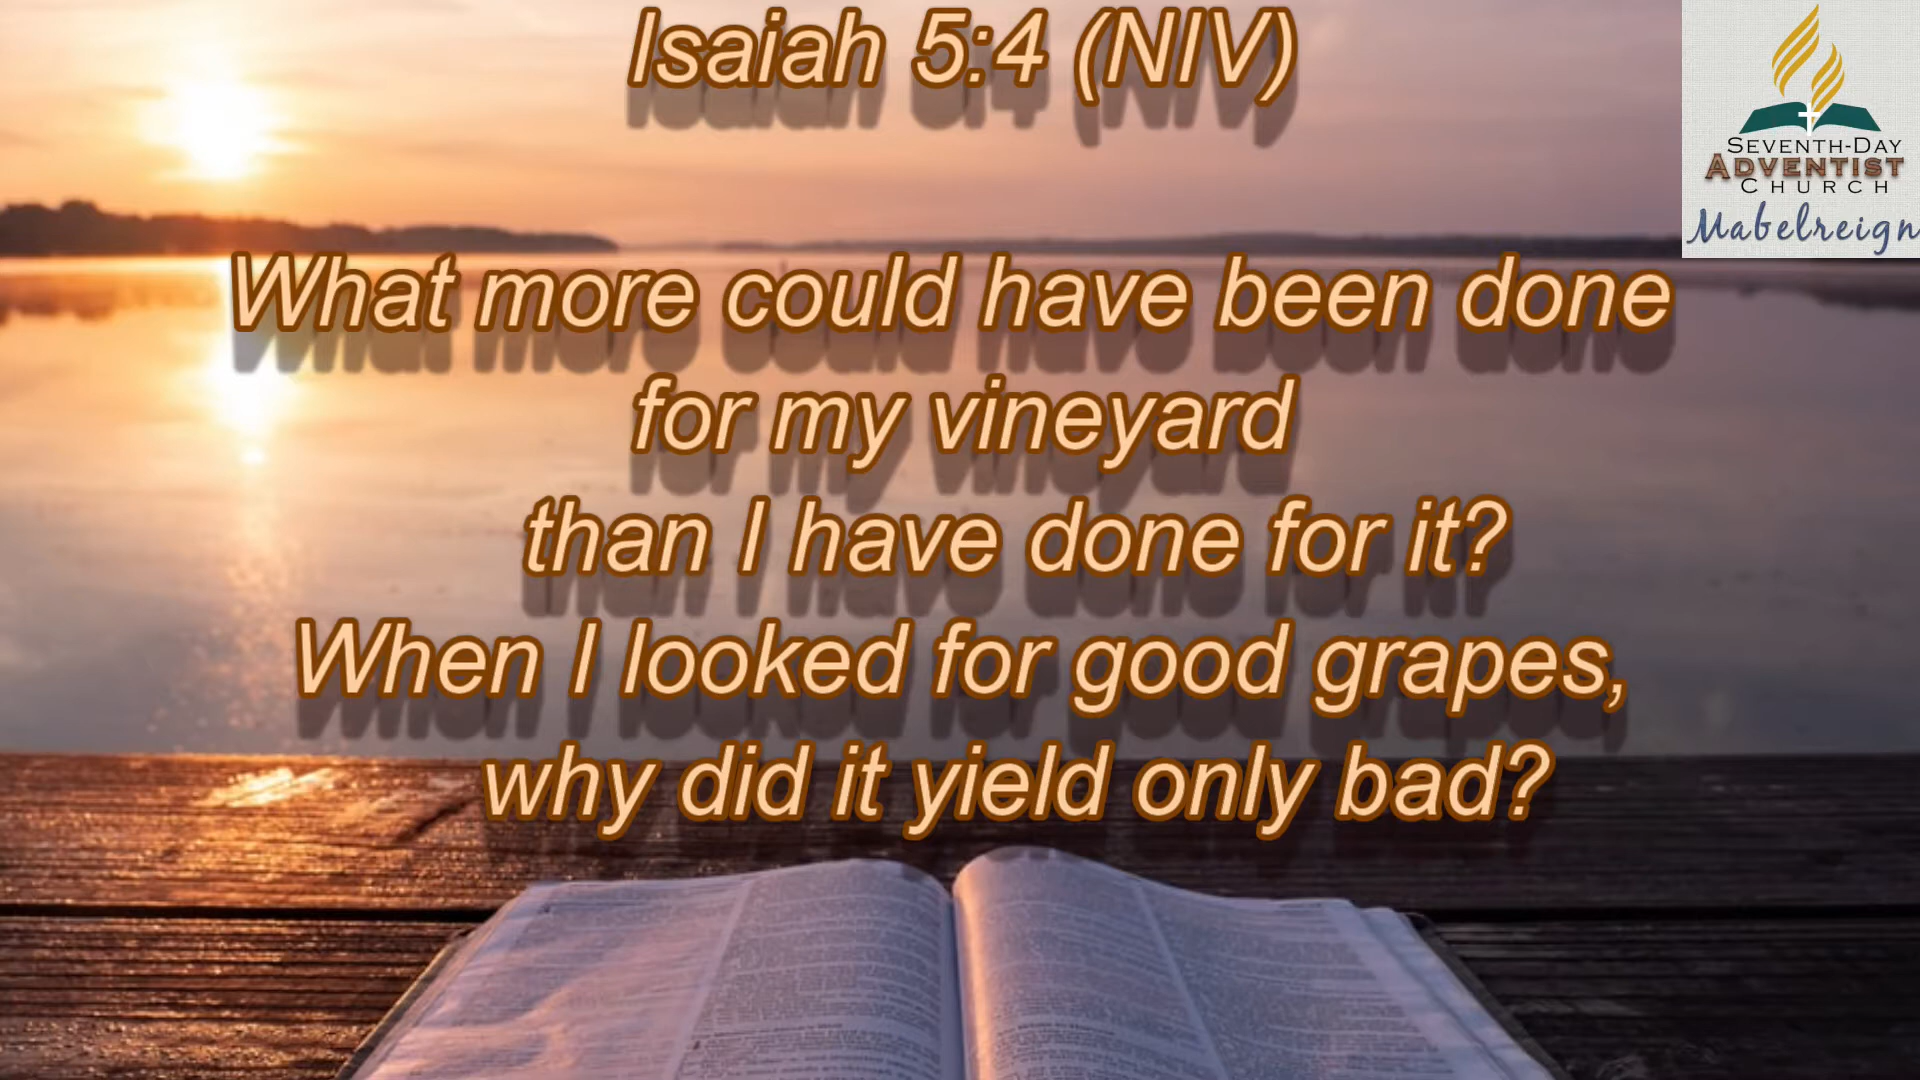 Isaiah 5:4 (NIV)
SEVENTH-DAY
ADVENTIST
CHURCH
Mabelreign
What more could have been done
for my vineyard
than I have done for it?
When I looked for good grapes,
why did it yield only bad?